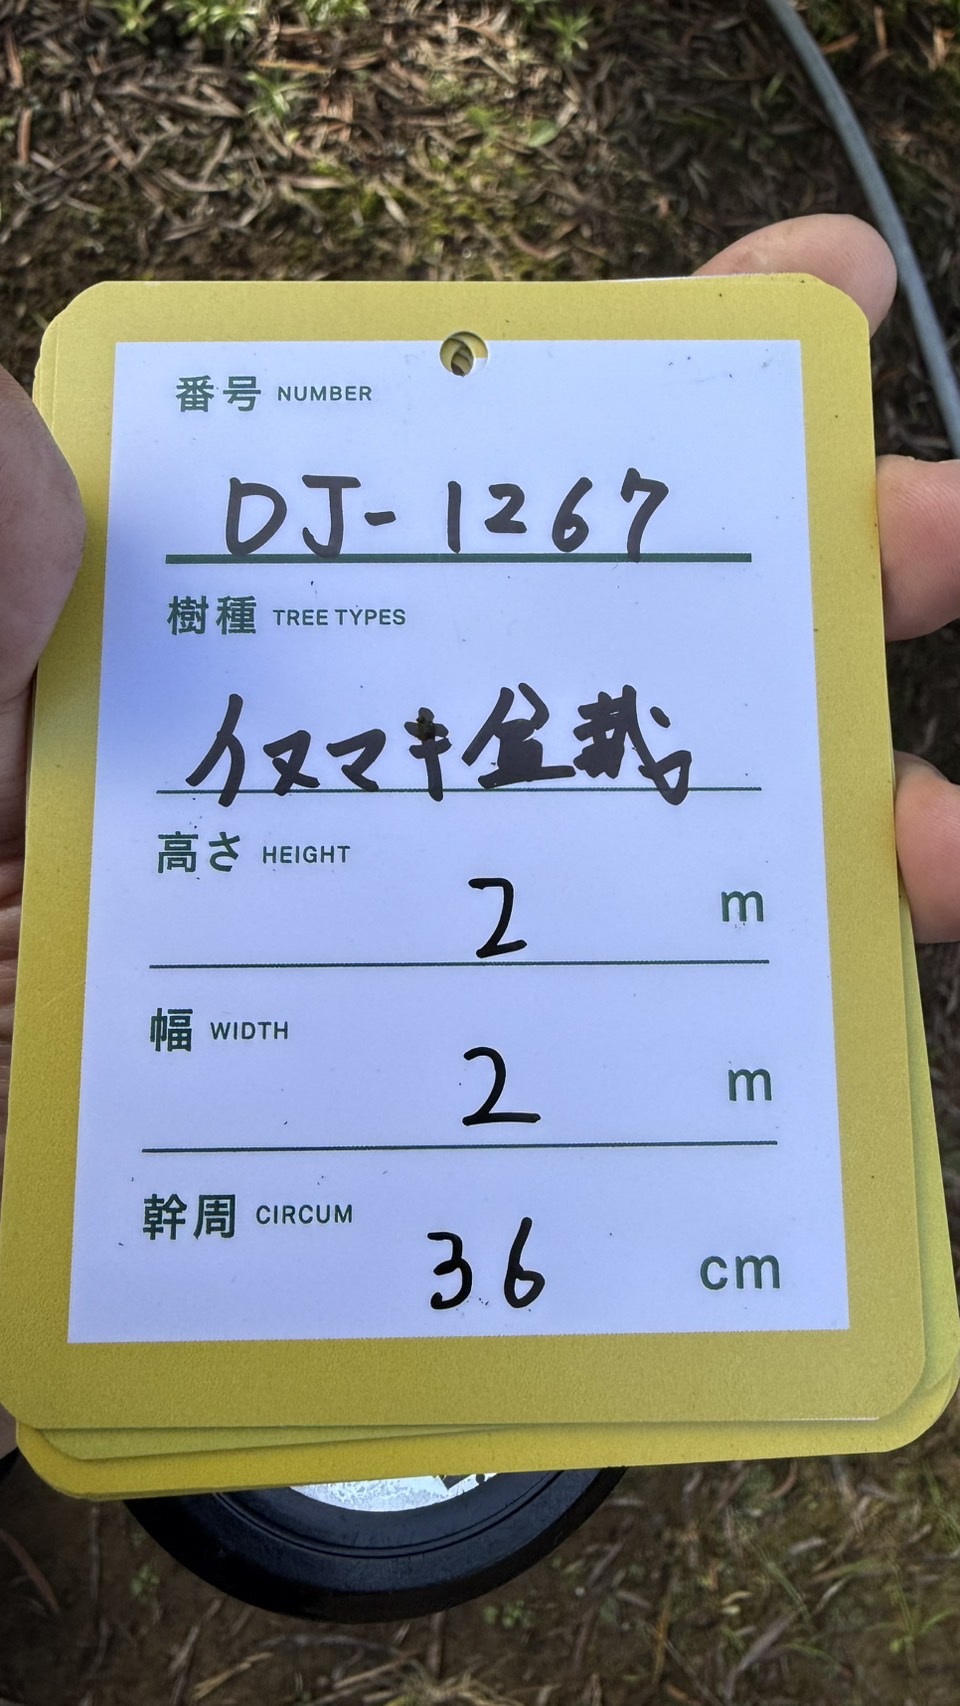 番号 NUMBER
DJ-1267
樹種 TREE TYPES
イヌマキ盆栽
高さ HEIGHT
2 m
幅 WIDTH
2 m
幹周 CIRCUM
36 cm